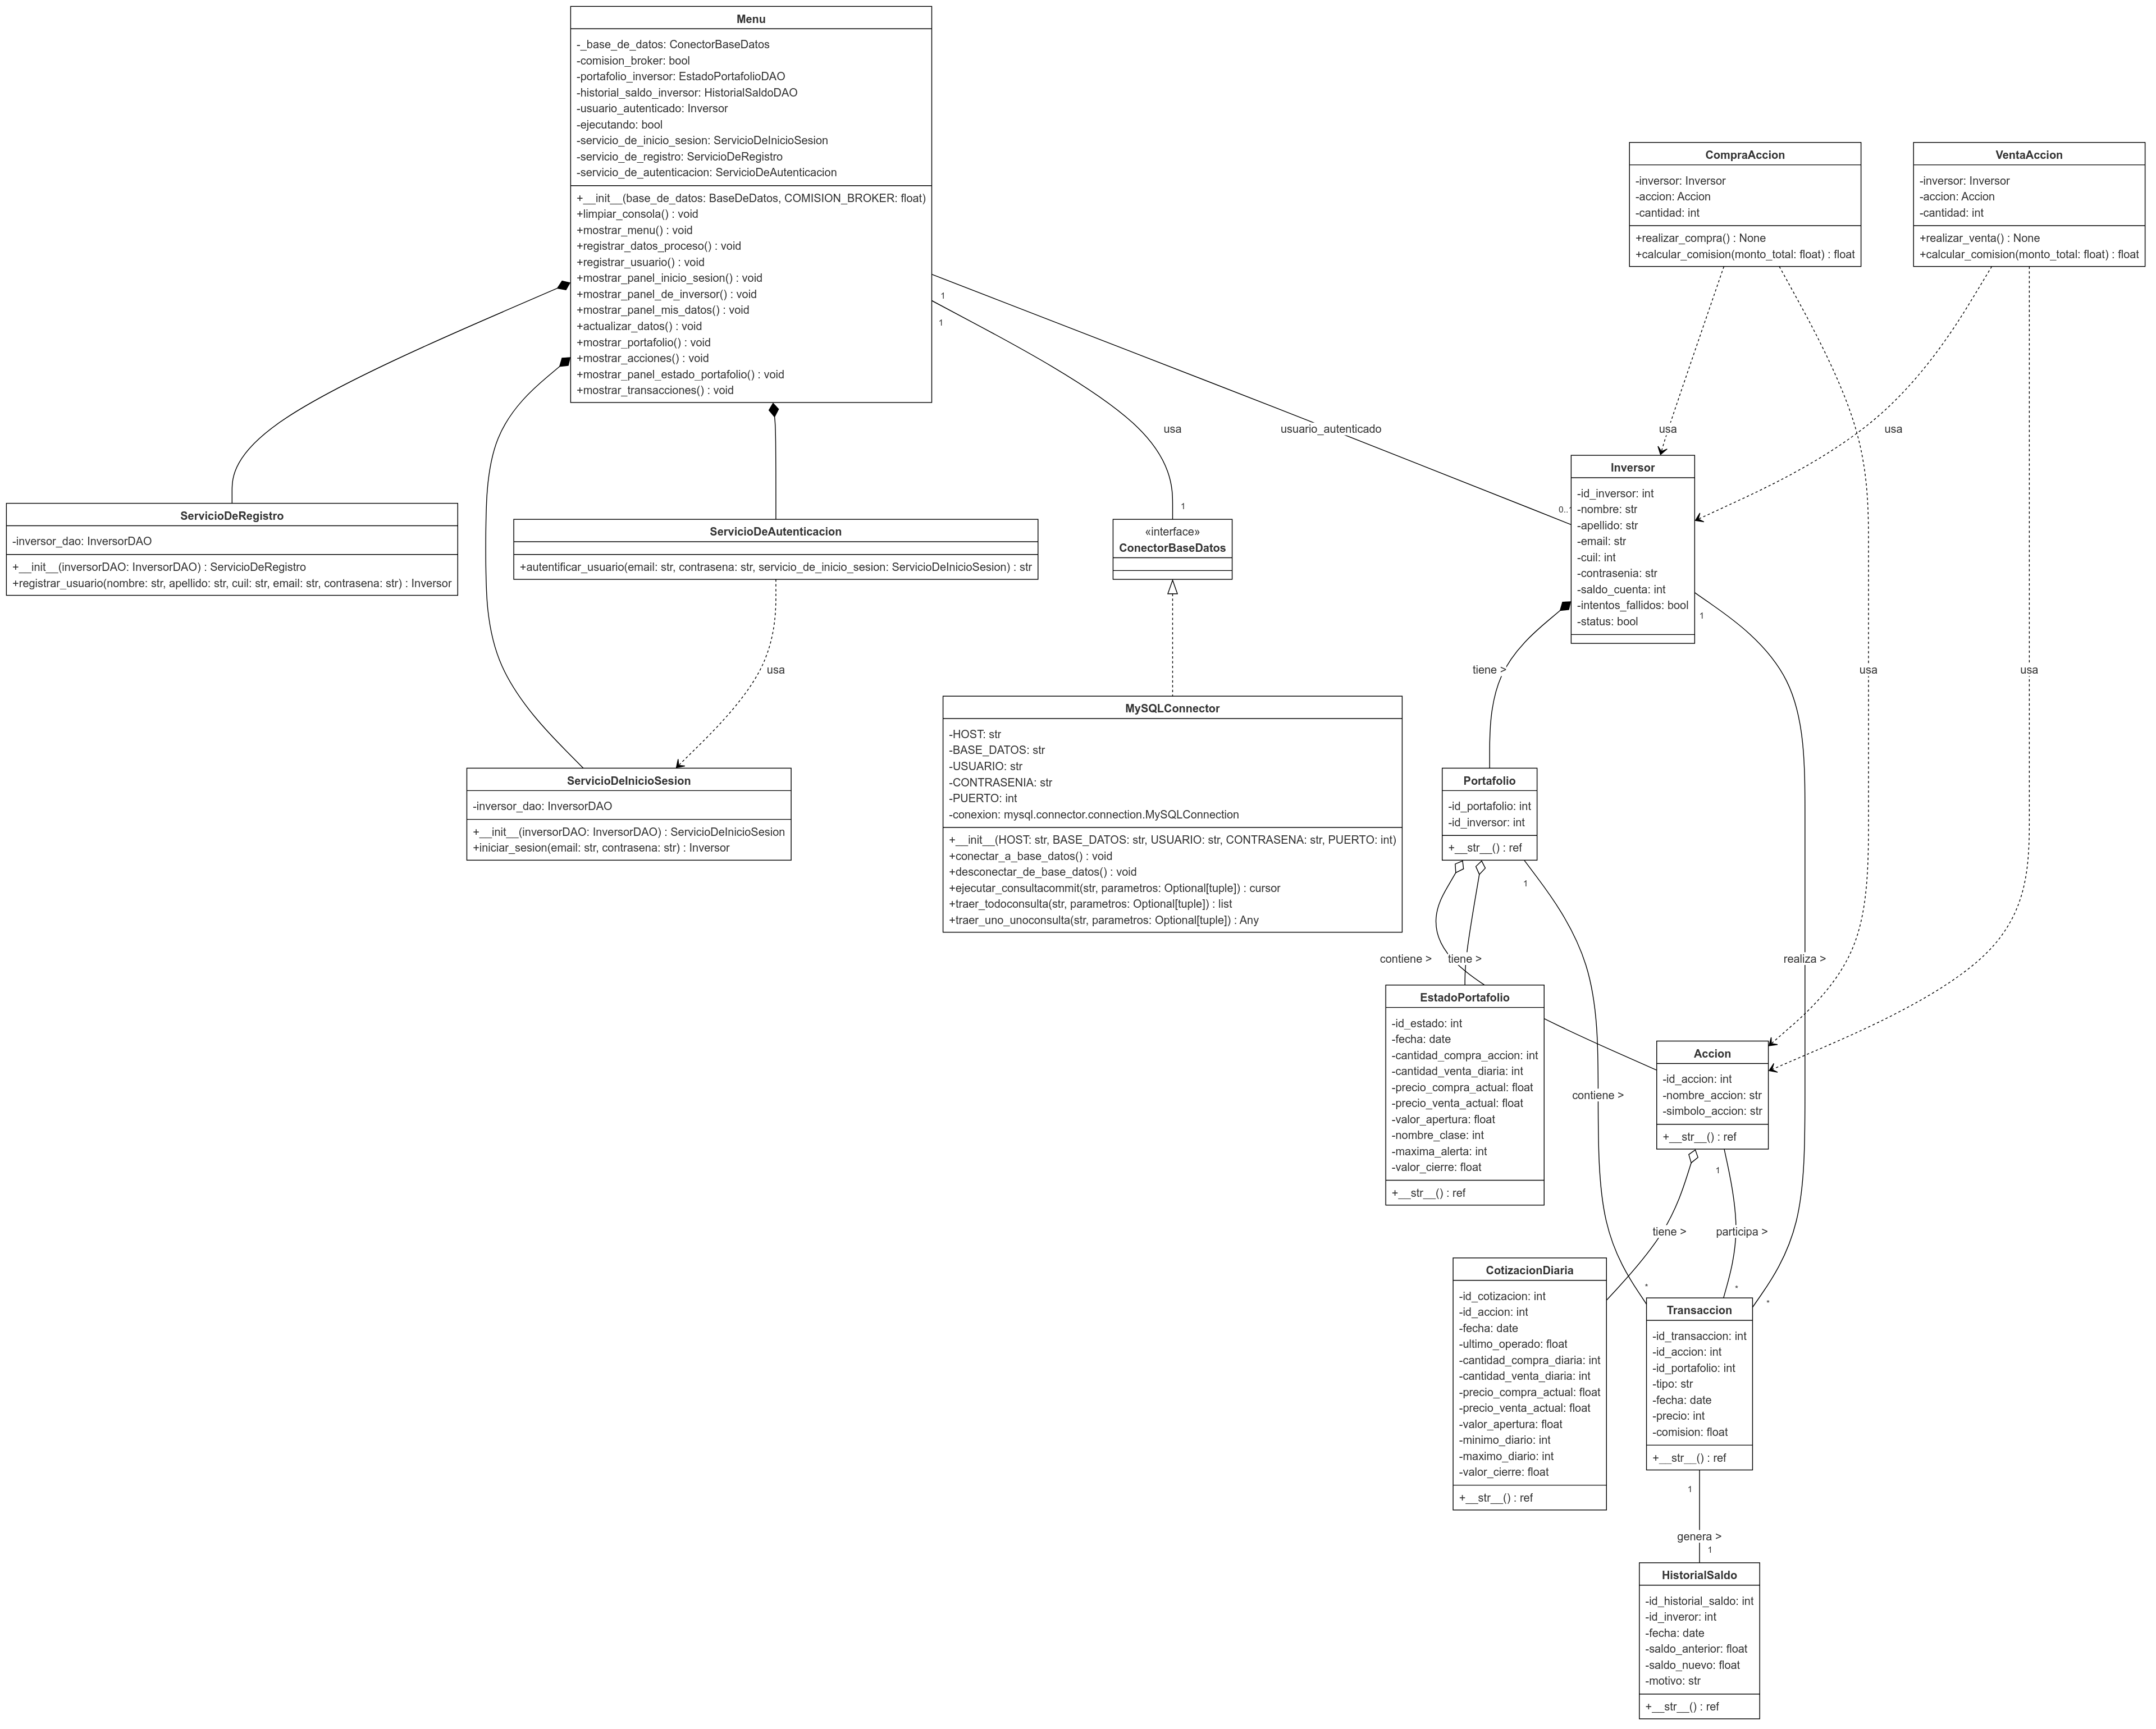 Menu
-_base_de_datos: ConectorBaseDatos
-comision_broker: bool
-portafolio_inversor: EstadoPortafolioDAO
-historial_saldo_inversor: HistorialSaldoDAO
-usuario_autenticado: Inversor
-ejecutando: bool
-servicio_de_inicio_sesion: ServicioDeInicioSesion
-servicio_de_registro: ServicioDeRegistro
-servicio_de_autenticacion: ServicioDeAutenticacion
+__init__(base_de_datos: BaseDeDatos, COMISION_BROKER: float)
+limpiar_consola() : void
+mostrar_menu() : void
+registrar_datos_proceso() : void
+registrar_usuario() : void
+mostrar_panel_inicio_sesion() : void
+mostrar_panel_de_inversor() : void
+mostrar_panel_mis_datos() : void
+actualizar_datos() : void
+mostrar_portafolio() : void
+mostrar_acciones() : void
+mostrar_panel_estado_portafolio() : void
+mostrar_transacciones() : void
CompraAccion
-inversor: Inversor
-accion: Accion
-cantidad: int
+realizar_compra() : None
+calcular_comision(monto_total: float) : float
VentaAccion
-inversor: Inversor
-accion: Accion
-cantidad: int
+realizar_venta() : None
+calcular_comision(monto_total: float) : float
1
1
usa
usuario_autenticado
usa
usa
1
0..
ServicioDeRegistro
-inversor_dao: InversorDAO
+__init__(inversorDAO: InversorDAO) : ServicioDeRegistro
+registrar_usuario(nombre: str, apellido: str, cuil: str, email: str, contrasena: str) : Inversor
ServicioDeAutenticacion
+autentificar_usuario(email: str, contrasena: str, servicio_de_inicio_sesion: ServicioDeInicioSesion) : str
«interface»
ConectorBaseDatos
Inversor
-id_inversor: int
-nombre: str
-apellido: str
-email: str
-cuil: int
-contrasenia: str
-saldo_cuenta: int
-intentos_fallidos: bool
-status: bool
1
usa
tiene >
usa
usa
MySQLConnector
-HOST: str
-BASE_DATOS: str
-USUARIO: str
-CONTRASENIA: str
-PUERTO: int
-conexion: mysql.connector.connection.MySQLConnection
+__init__(HOST: str, BASE_DATOS: str, USUARIO: str, CONTRASENA: str, PUERTO: int)
+conectar_a_base_datos() : void
+desconectar_de_base_datos() : void
+ejecutar_consultacommit(str, parametros: Optional[tuple]) : cursor
+traer_todoconsulta(str, parametros: Optional[tuple]) : list
+traer_uno_unoconsulta(str, parametros: Optional[tuple]) : Any
ServicioDeInicioSesion
-inversor_dao: InversorDAO
+__init__(inversorDAO: InversorDAO) : ServicioDeInicioSesion
+iniciar_sesion(email: str, contrasena: str) : Inversor
Portafolio
-id_portafolio: int
-id_inversor: int
+__str__() : ref
1
contiene >
tiene >
realiza >
EstadoPortafolio
-id_estado: int
-fecha: date
-cantidad_compra_accion: int
-cantidad_venta_diaria: int
-precio_compra_actual: float
-precio_venta_actual: float
-valor_apertura: float
-nombre_clase: int
-maxima_alerta: int
-valor_cierre: float
+__str__() : ref
contiene >
Accion
-id_accion: int
-nombre_accion: str
-simbolo_accion: str
+__str__() : ref
1
tiene >
participa >
CotizacionDiaria
-id_cotizacion: int
-id_accion: int
-fecha: date
-ultimo_operado: float
-cantidad_compra_diaria: int
-cantidad_venta_diaria: int
-precio_compra_actual: float
-precio_venta_actual: float
-valor_apertura: float
-minimo_diario: int
-maximo_diario: int
-valor_cierre: float
+__str__() : ref
*
*
*
Transaccion
-id_transaccion: int
-id_accion: int
-id_portafolio: int
-tipo: str
-fecha: date
-precio: int
-comision: float
+__str__() : ref
1
genera >
1
HistorialSaldo
-id_historial_saldo: int
-id_inveror: int
-fecha: date
-saldo_anterior: float
-saldo_nuevo: float
-motivo: str
+__str__() : ref